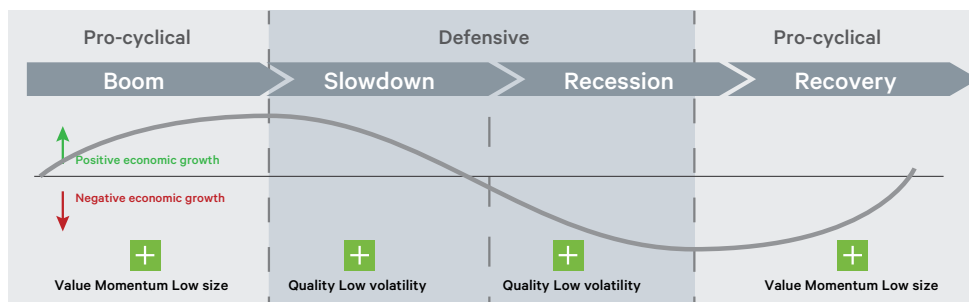 Pro-cyclical
Defensive
Pro-cyclical
Boom
Slowdown
Recession
Recovery
Positive economic growth
Negative economic growth
Value Momentum Low size
Quality Low volatility
Quality Low volatility
Value Momentum Low size